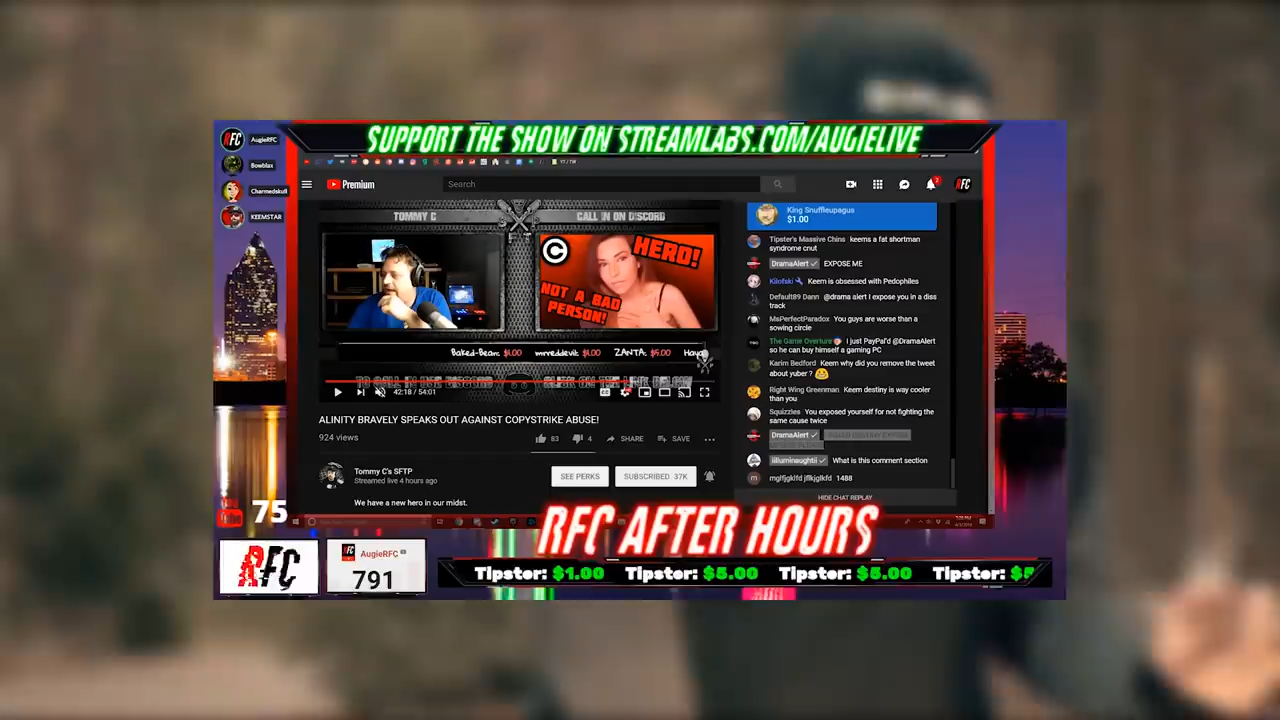 SUPPORT THE SHOW ON STREAMLABS.COM/AUGIELIVE
RFC AugieRFC
Bowblax
Charmedskull
KEEMSTAR
Premium
Search
2
RFC
TOMMY C
CALL IN ON DISCORD
HERO!
NOT A BAD
PERSON!
Baked-Bean: $1.00 mrreddevil: $1.00 ZANTA: $5.00
42:18 / 54:01
ALINITY BRAVELY SPEAKS OUT AGAINST COPYSTRIKE ABUSE!
924 views
83
4
SHARE
SAVE
Tommy C's SFTP
Streamed live 4 hours ago
SEE PERKS
SUBSCRIBED 37K
We have a new hero in our midst.
King Snuffleupagus
$1.00
Tipster's Massive Chins keems a fat shortman
syndrome cnut
DramaAlert EXPOSE ME
Kilofski Keem is obsessed with Pedophiles
Default89 Dann @drama alert I expose you in a diss
track
MsPerfectParadox You guys are worse than a
sowing circle
The Game Overture I just PayPal'd @DramaAlert
so he can buy himself a gaming PC
Karim Bedford Keem why did you remove the tweet
about yuber ?
Right Wing Greenman Keem destiny is way cooler
than you
Squizzies You exposed yourself for not fighting the
same cause twice
DramaAlert
illuminaughtii What is this comment section
m mglfjgklfd jflkjglkfd 1488
HIDE CHAT REPLAY
75
RFC AFTER HOURS
RFC
AugieRFC
791
Tipster: $1.00 Tipster: $5.00 Tipster: $5.00 Tipster: $5